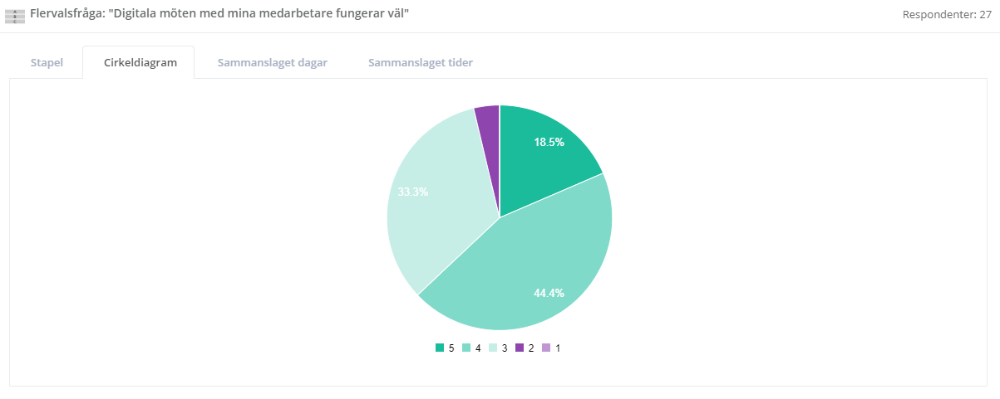 Flervalsfråga: "Digitala möten med mina medarbetare fungerar väl"
Respondenter: 27
Stapel Cirkeldiagram Sammanslaget dagar Sammanslaget tider
18.5%
33.3%
44.4%
5 4 3 2 1